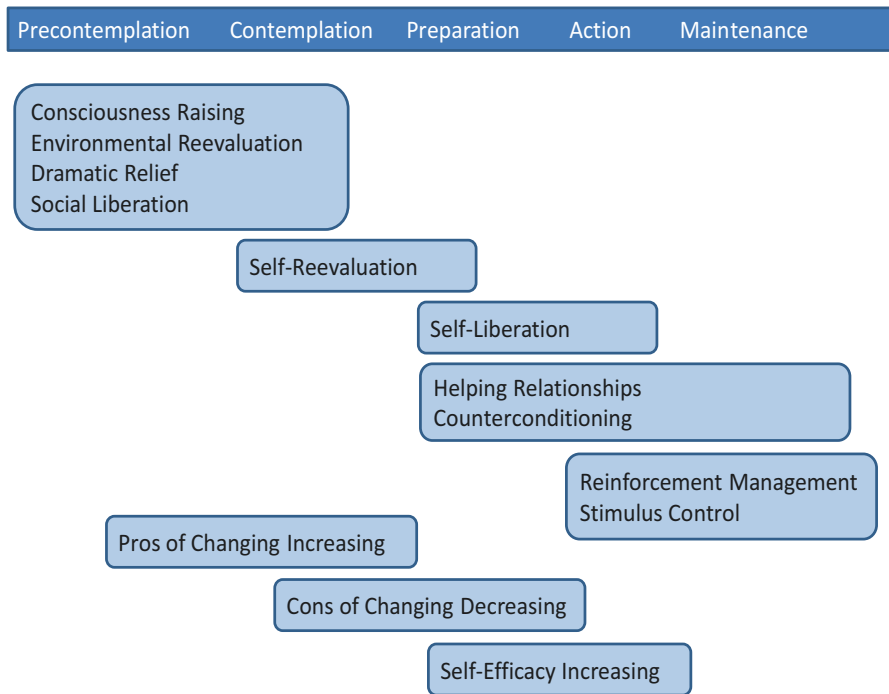 Precontemplation Contemplation Preparation Action Maintenance
Consciousness Raising
Environmental Reevaluation
Dramatic Relief
Social Liberation
Self-Reevaluation
Self-Liberation
Helping Relationships
Counterconditioning
Reinforcement Management
Stimulus Control
Pros of Changing Increasing
Cons of Changing Decreasing
Self-Efficacy Increasing